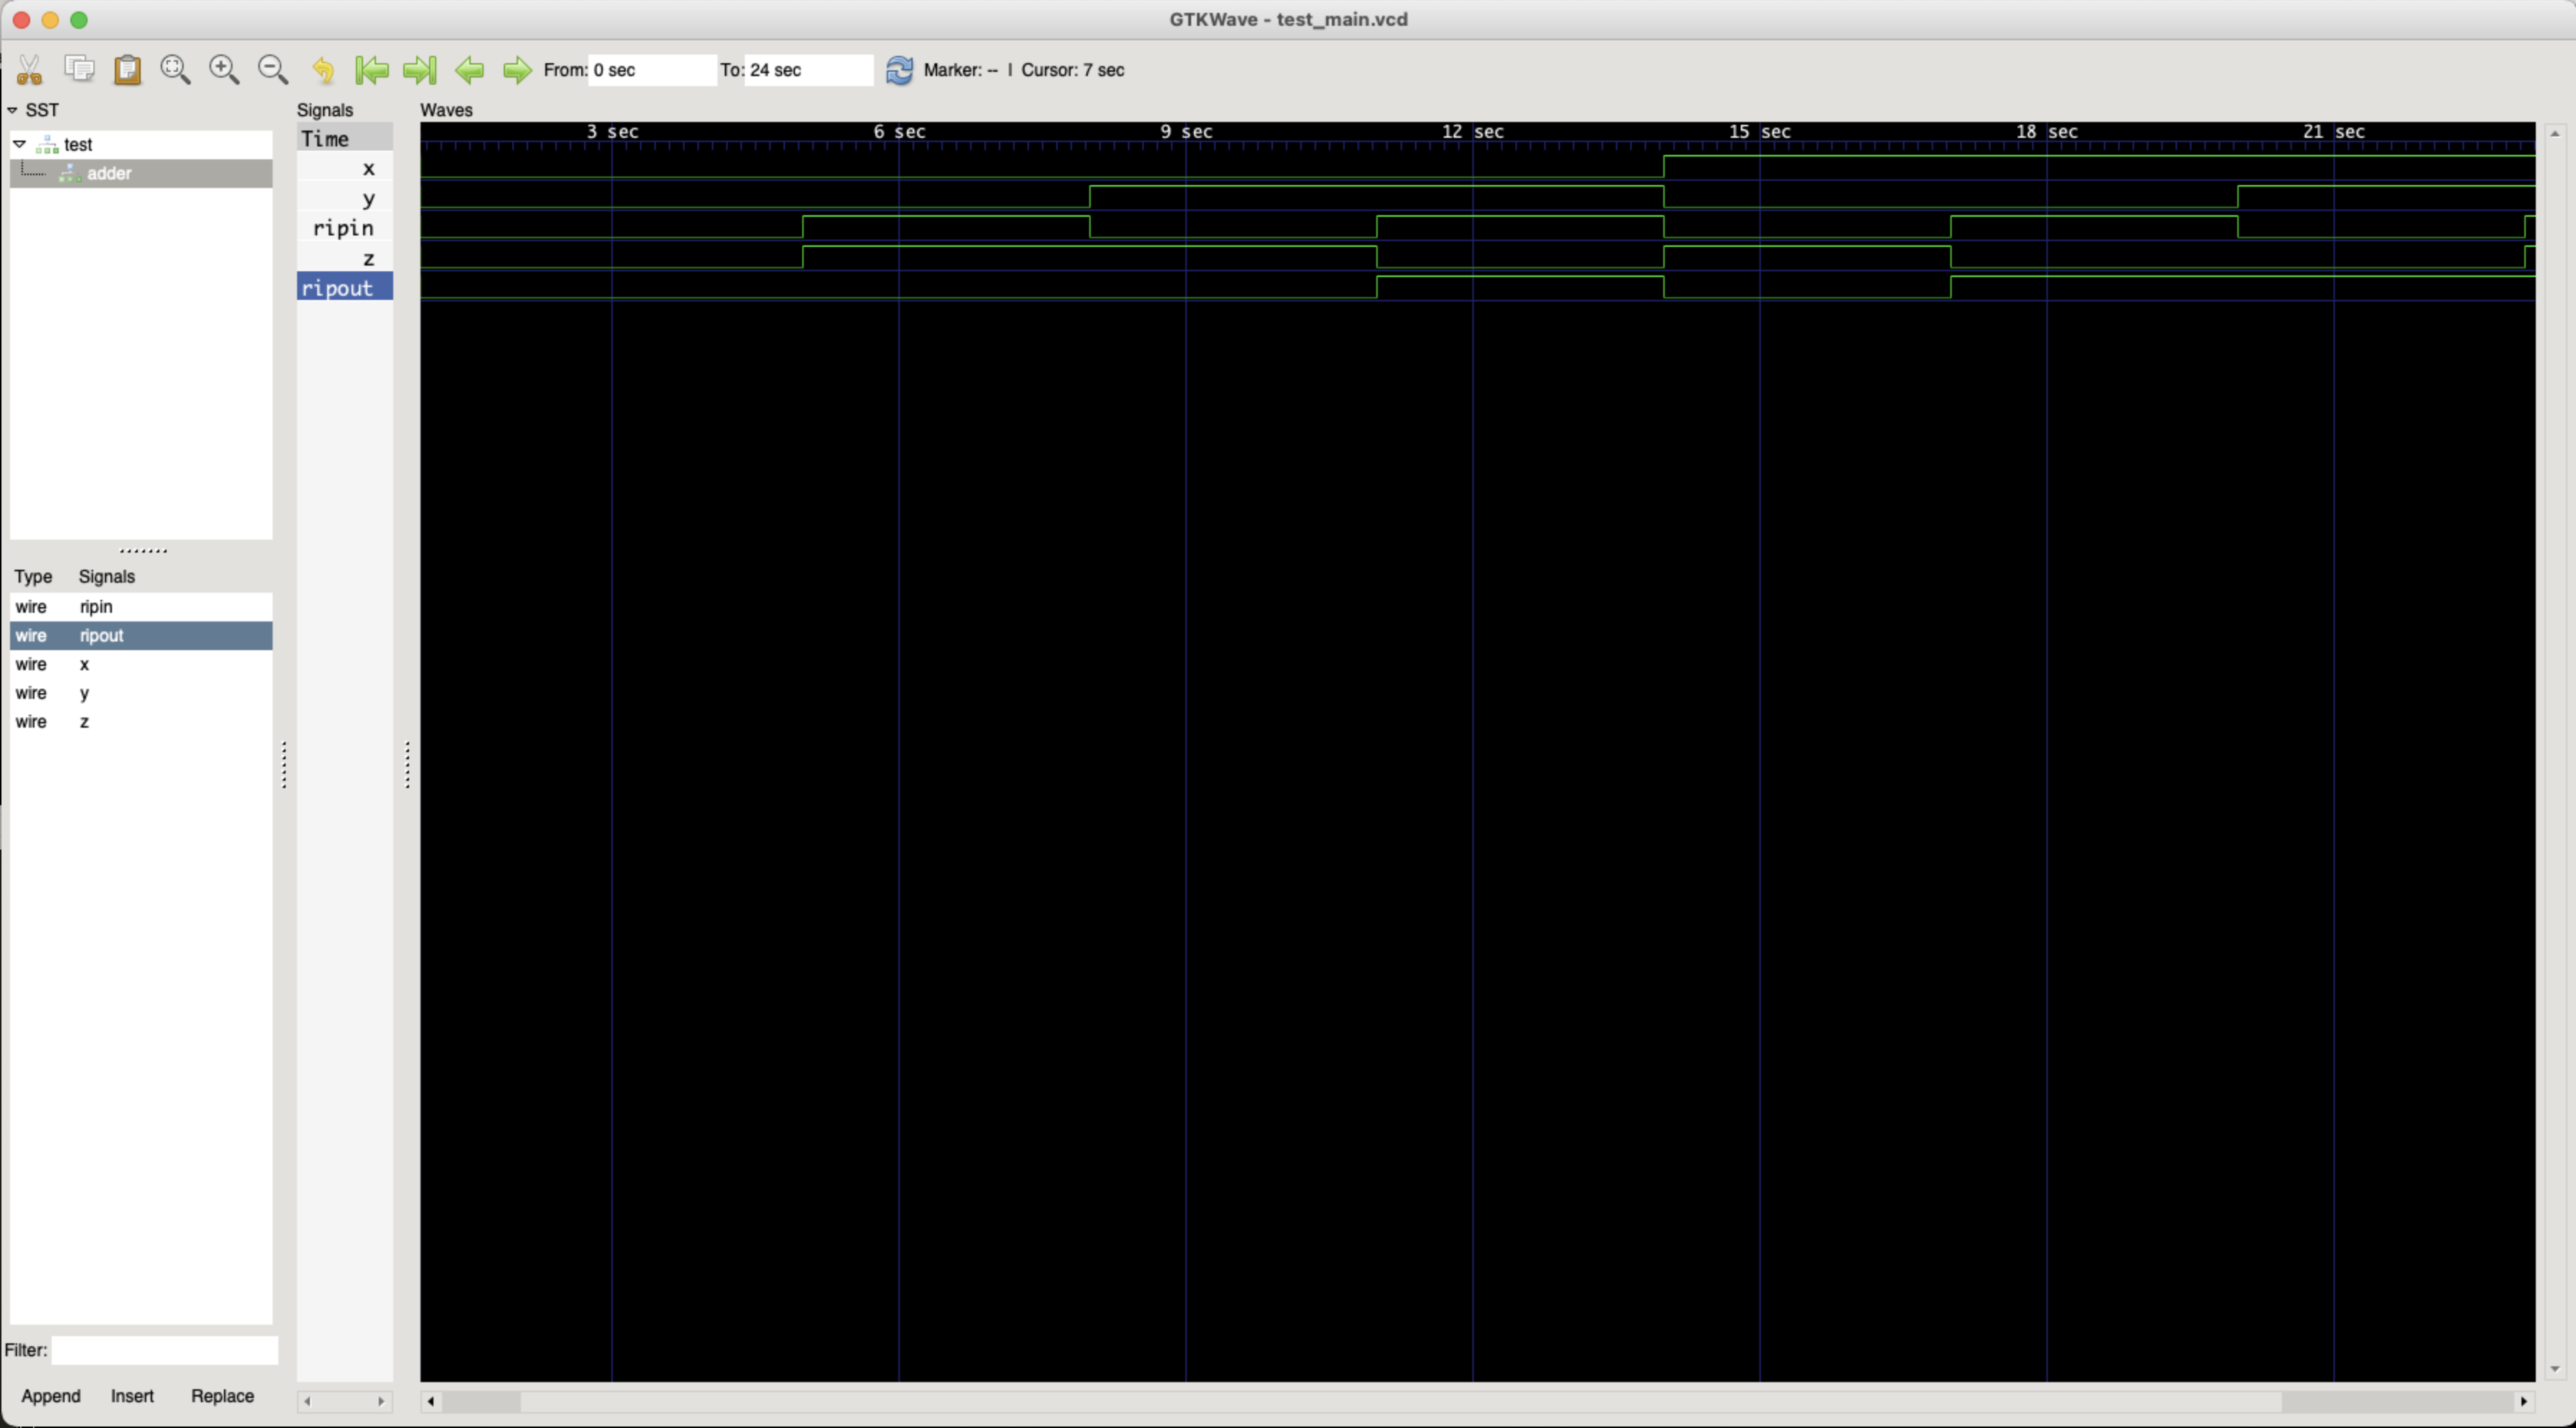 GTKWave - test_main.vcd
From: 0 sec To: 24 sec Marker: -- | Cursor: 7 sec
SST
test
adder
Type Signals
wire ripin
wire ripout
wire x
wire y
wire z
Filter:
Append Insert Replace
Signals
Time
x
y
ripin
z
ripout
Waves
3 sec 6 sec 9 sec 12 sec 15 sec 18 sec 21 sec